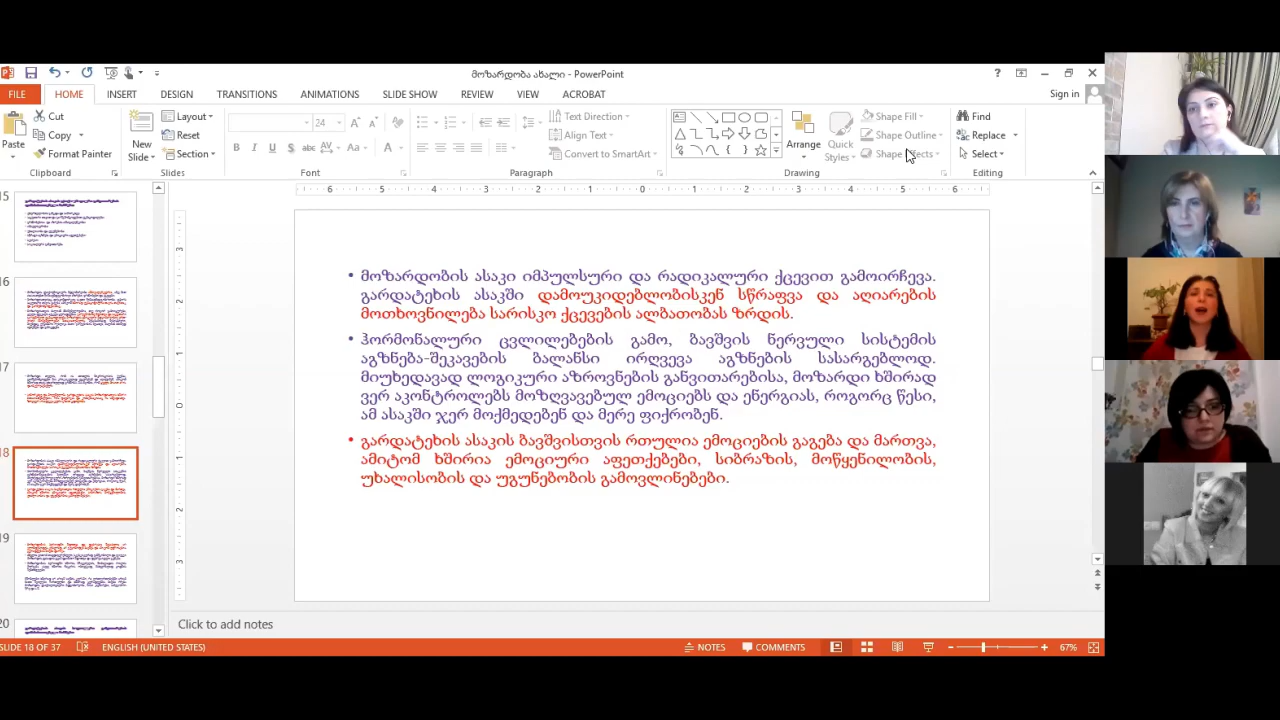 მოზარდობა ახალი - PowerPoint
Sign in
FILE HOME INSERT DESIGN TRANSITIONS ANIMATIONS SLIDE SHOW REVIEW VIEW ACROBAT
Paste
Cut
Copy
Format Painter
Clipboard
New Slide
Layout
Reset
Section
Slides
24
Font
Text Direction
Align Text
Convert to SmartArt
Paragraph
Arrange
Quick Styles
Shape Fill
Shape Outline
Shape Effects
Drawing
Find
Replace
Select
Editing
15
16
17
18
19
20
• მოზარდობის ასაკი იმპულსური და რადიკალური ქცევით გამოირჩევა.
გარდატეხის ასაკში დამოუკიდებლობისკენ სწრაფვა და აღიარების
მოთხოვნილება სარისკო ქცევების ალბათობას ზრდის.
• ჰორმონალური ცვლილებების გამო, ბავშვის ნერვული სისტემის
აგზნება-შეკავების ბალანსი ირღვევა აგზნების სასარგებლოდ.
მიუხედავად ლოგიკური აზროვნების განვითარებისა, მოზარდი ხშირად
ვერ აკონტროლებს მოზღვავებულ ემოციებს და ენერგიას, როგორც წესი,
ამ ასაკში ჯერ მოქმედებენ და მერე ფიქრობენ.
• გარდატეხის ასაკის ბავშვისთვის რთულია ემოციების გაგება და მართვა,
ამიტომ ხშირია ემოციური აფეთქებები, სიბრაზის, მოწყენილობის,
უხალისობის და უგუნებობის გამოვლინებები.
Click to add notes
SLIDE 18 OF 37 ENGLISH (UNITED STATES) NOTES COMMENTS 67%